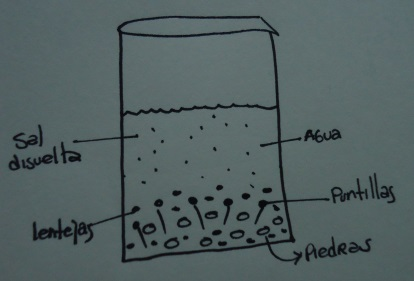 Sal
disuelta
Agua
lentejas
Puntillas
Piedras